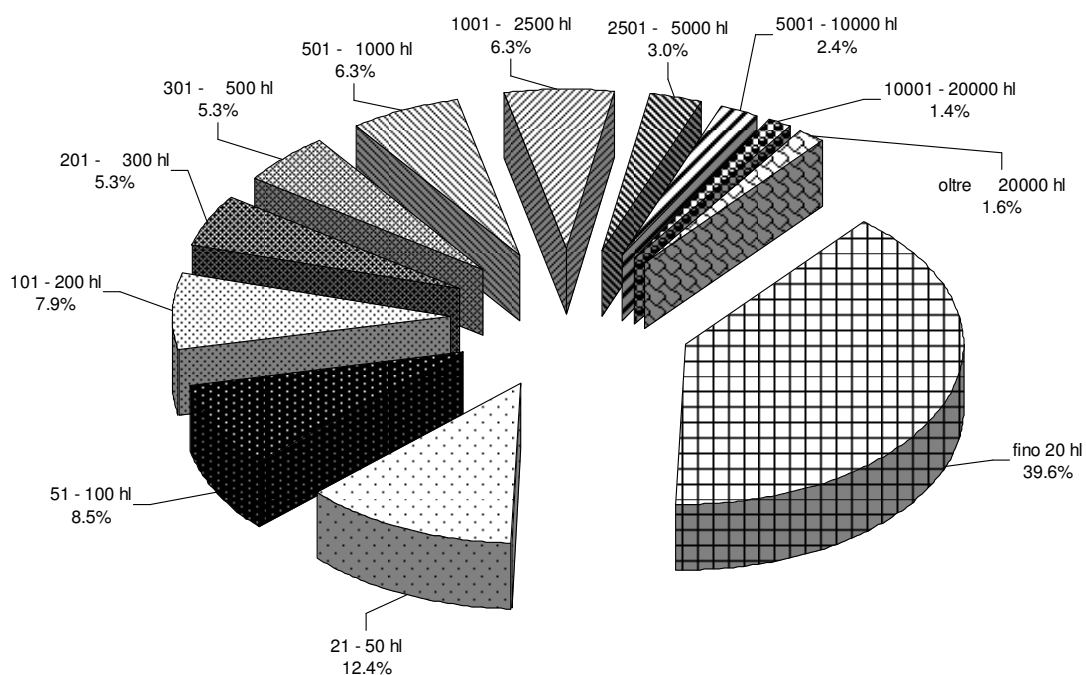 1001 - 2500 hl
6.3%
2501 - 5000 hl
3.0%
5001 - 10000 hl
2.4%
501 - 1000 hl
6.3%
10001 - 20000 hl
1.4%
301 - 500 hl
5.3%
201 - 300 hl
5.3%
oltre 20000 hl
1.6%
101 - 200 hl
7.9%
fino 20 hl
39.6%
51 - 100 hl
8.5%
21 - 50 hl
12.4%